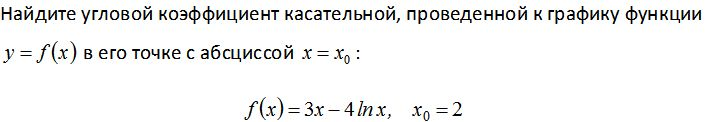 Найдите угловой коэффициент касательной, проведенной к графику функции
y = f(x) в его точке с абсциссой x = x₀ :
f(x) = 3x − 4 ln x,   x₀ = 2